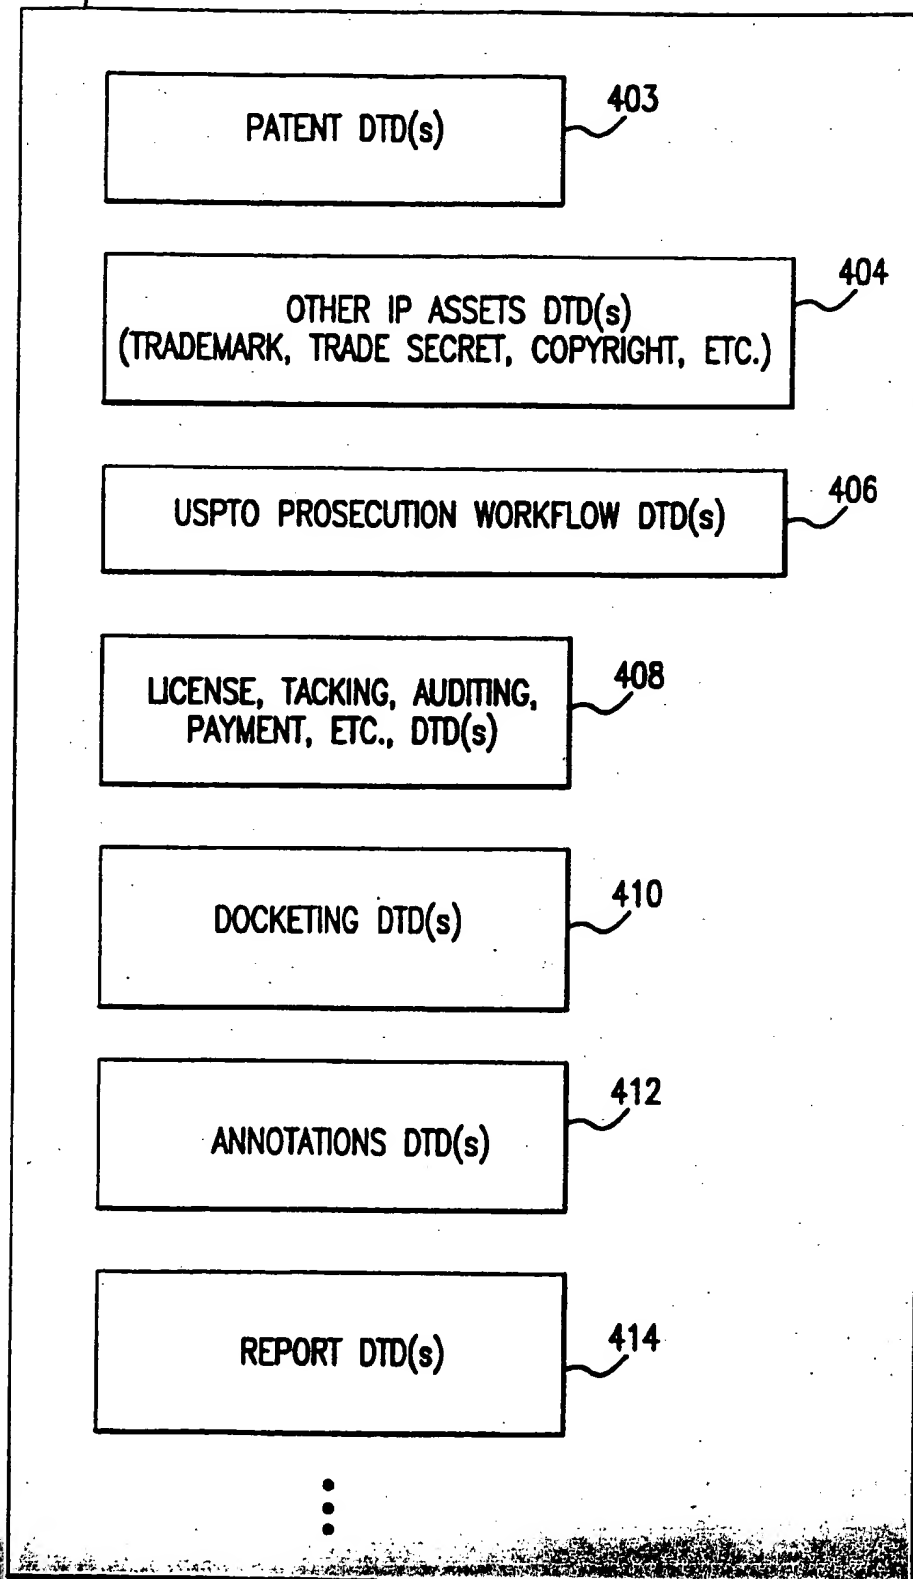 PATENT DTD(s)
403
OTHER IP ASSETS DTD(s)
(TRADEMARK, TRADE SECRET, COPYRIGHT, ETC.)
404
USPTO PROSECUTION WORKFLOW DTD(s)
406
LICENSE, TACKING, AUDITING,
PAYMENT, ETC., DTD(s)
408
DOCKETING DTD(s)
410
ANNOTATIONS DTD(s)
412
REPORT DTD(s)
414